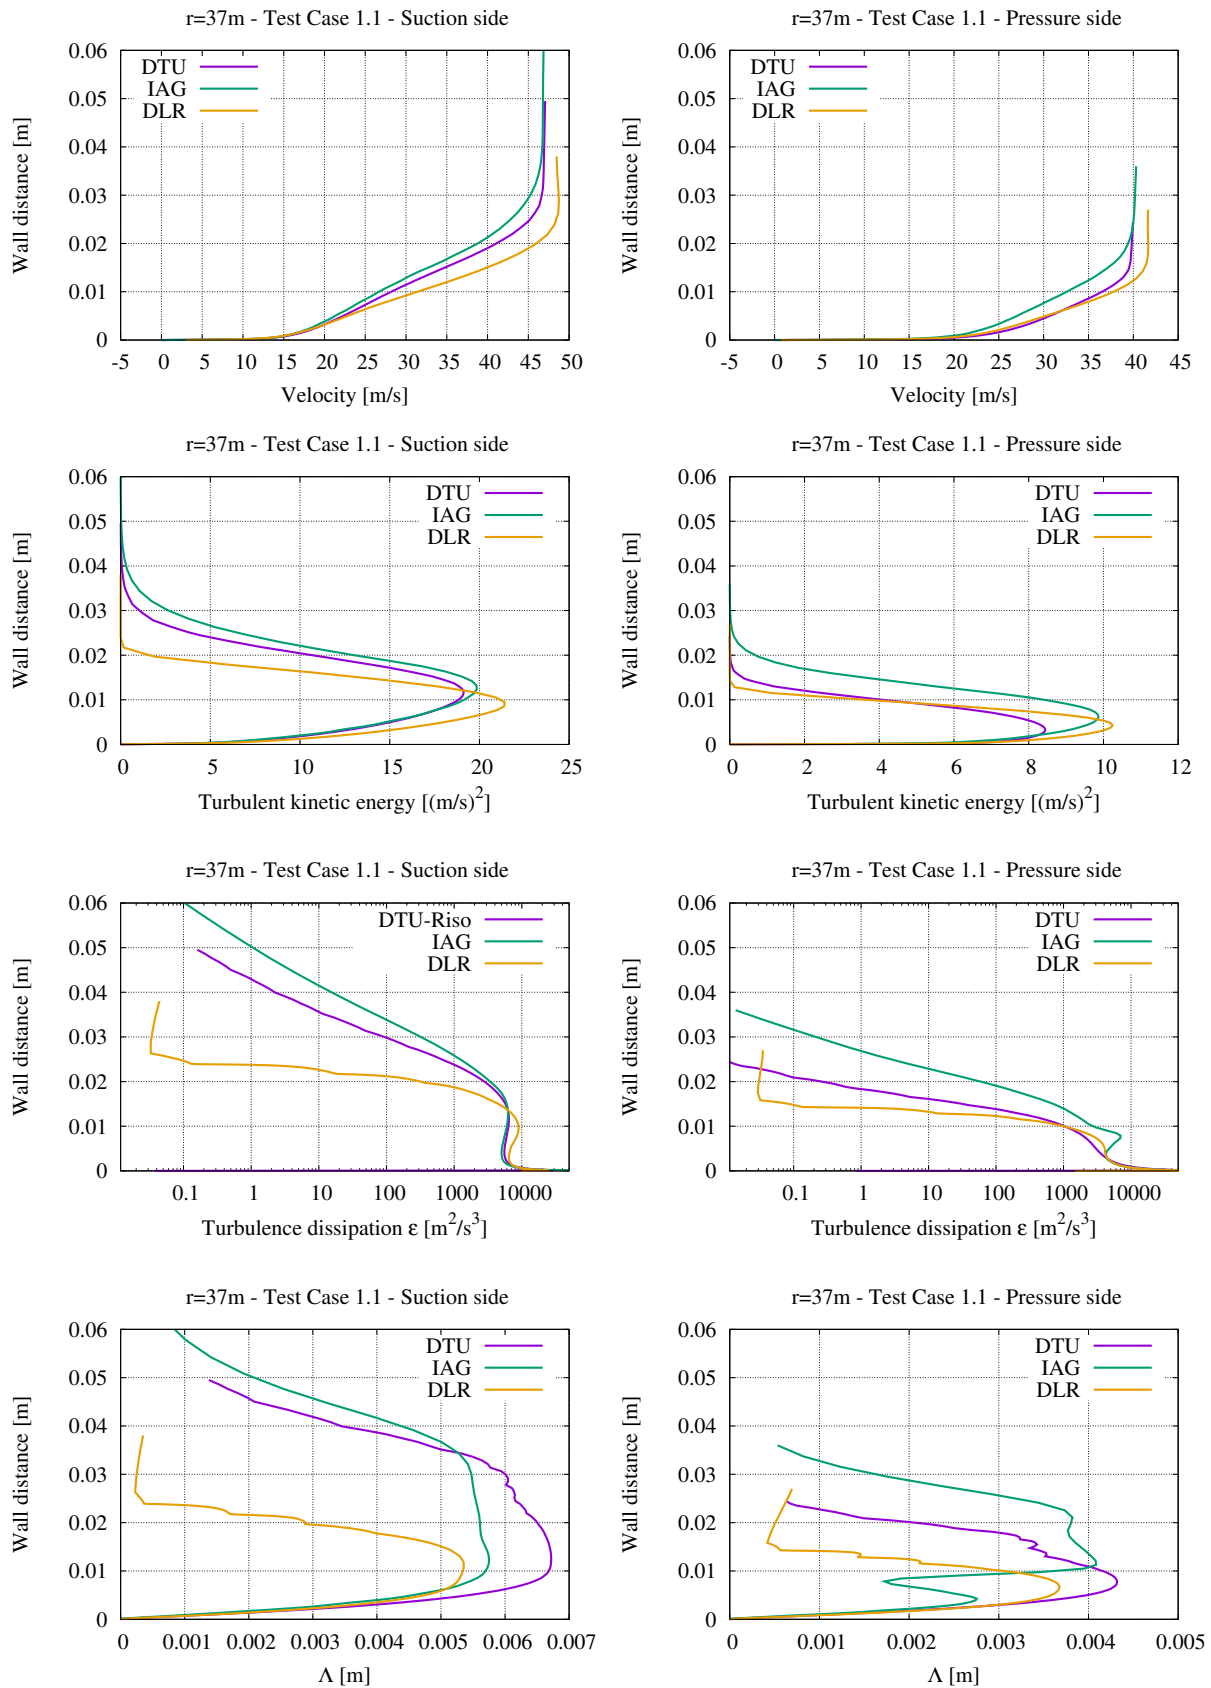 r=37m - Test Case 1.1 - Suction side
0.06
0.05
0.04
0.03
0.02
0.01
0
Wall distance [m]
DTU
IAG
DLR
-5 0 5 10 15 20 25 30 35 40 45 50
Velocity [m/s]
r=37m - Test Case 1.1 - Pressure side
0.06
0.05
0.04
0.03
0.02
0.01
0
Wall distance [m]
DTU
IAG
DLR
-5 0 5 10 15 20 25 30 35 40 45
Velocity [m/s]
r=37m - Test Case 1.1 - Suction side
0.06
0.05
0.04
0.03
0.02
0.01
0
Wall distance [m]
DTU
IAG
DLR
0 5 10 15 20 25
Turbulent kinetic energy [(m/s)^2]
r=37m - Test Case 1.1 - Pressure side
0.06
0.05
0.04
0.03
0.02
0.01
0
Wall distance [m]
DTU
IAG
DLR
0 2 4 6 8 10 12
Turbulent kinetic energy [(m/s)^2]
r=37m - Test Case 1.1 - Suction side
0.06
0.05
0.04
0.03
0.02
0.01
0
Wall distance [m]
DTU-Riso
IAG
DLR
0.1 1 10 100 1000 10000
Turbulence dissipation ε [m^2/s^3]
r=37m - Test Case 1.1 - Pressure side
0.06
0.05
0.04
0.03
0.02
0.01
0
Wall distance [m]
DTU
IAG
DLR
0.1 1 10 100 1000 10000
Turbulence dissipation ε [m^2/s^3]
r=37m - Test Case 1.1 - Suction side
0.06
0.05
0.04
0.03
0.02
0.01
0
Wall distance [m]
DTU
IAG
DLR
0 0.001 0.002 0.003 0.004 0.005 0.006 0.007
Λ [m]
r=37m - Test Case 1.1 - Pressure side
0.06
0.05
0.04
0.03
0.02
0.01
0
Wall distance [m]
DTU
IAG
DLR
0 0.001 0.002 0.003 0.004 0.005
Λ [m]